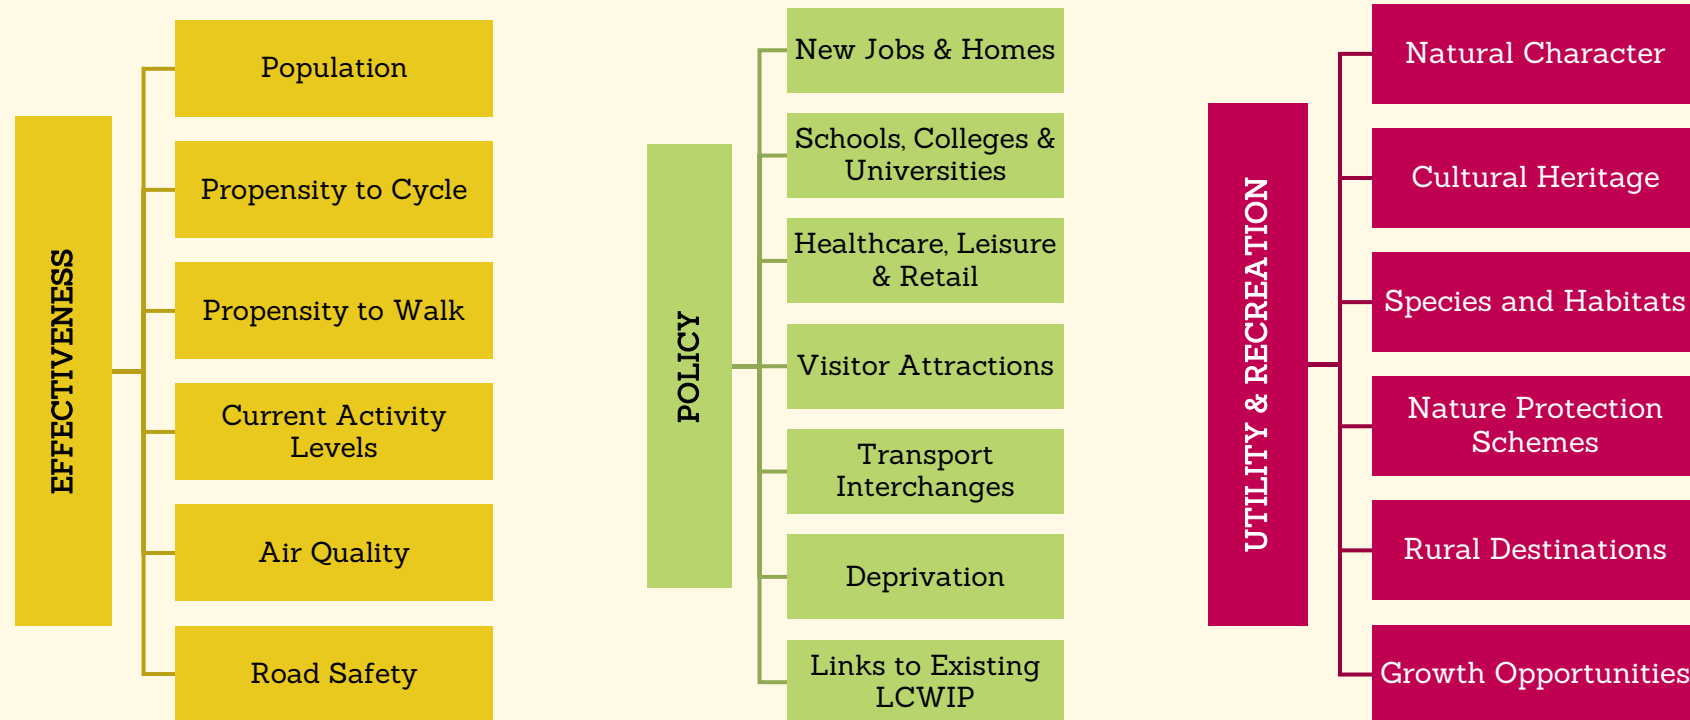 EFFECTIVENESS
Population
Propensity to Cycle
Propensity to Walk
Current Activity
Levels
Air Quality
Road Safety
POLICY
New Jobs & Homes
Schools, Colleges &
Universities
Healthcare, Leisure
& Retail
Visitor Attractions
Transport
Interchanges
Deprivation
Links to Existing
LCWIP
UTILITY & RECREATION
Natural Character
Cultural Heritage
Species and Habitats
Nature Protection
Schemes
Rural Destinations
Growth Opportunities